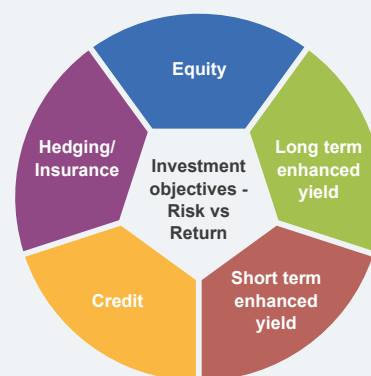 Equity
Long term
enhanced
yield
Short term
enhanced
yield
Credit
Hedging/
Insurance
Investment
objectives -
Risk vs
Return